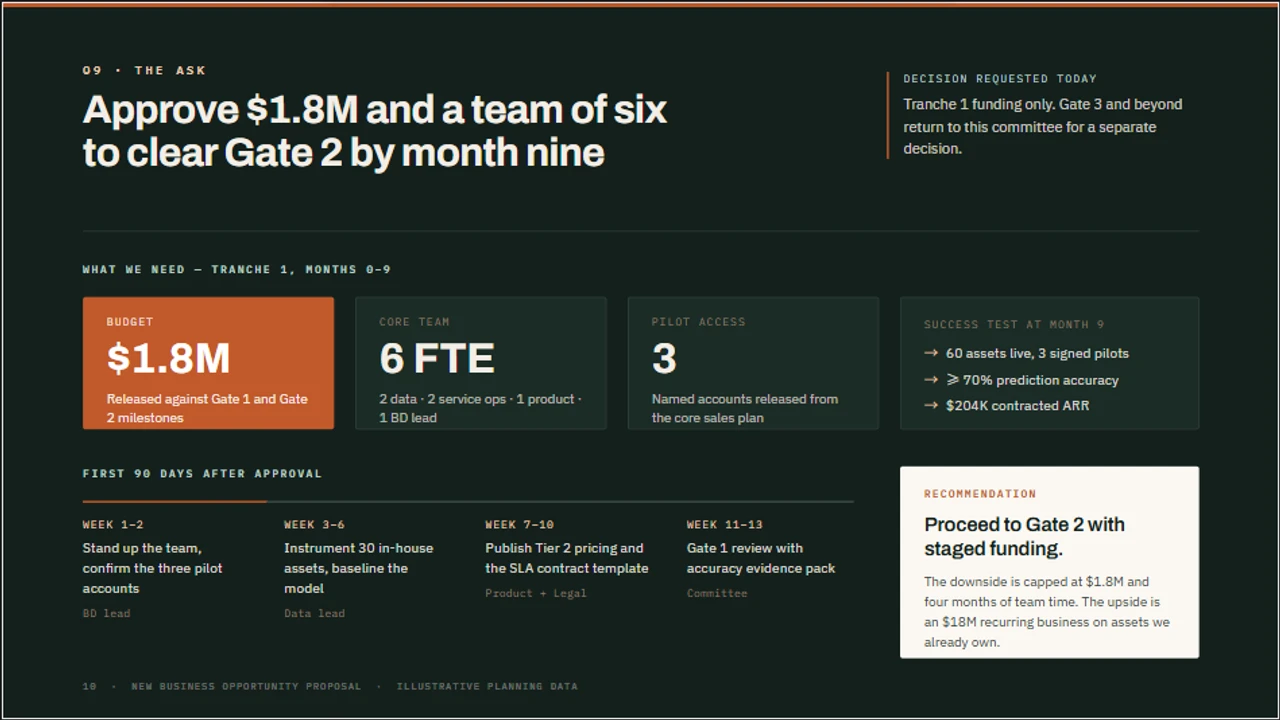 09 · THE ASK
Approve $1.8M and a team of six
to clear Gate 2 by month nine
DECISION REQUESTED TODAY
Tranche 1 funding only. Gate 3 and beyond
return to this committee for a separate
decision.
WHAT WE NEED — TRANCHE 1, MONTHS 0–9
BUDGET
$1.8M
Released against Gate 1 and Gate
2 milestones
CORE TEAM
6 FTE
2 data · 2 service ops · 1 product ·
1 BD lead
PILOT ACCESS
3
Named accounts released from
the core sales plan
SUCCESS TEST AT MONTH 9
→ 60 assets live, 3 signed pilots
→ ⩾ 70% prediction accuracy
→ $204K contracted ARR
FIRST 90 DAYS AFTER APPROVAL
WEEK 1–2
Stand up the team,
confirm the three pilot
accounts
BD lead
WEEK 3–6
Instrument 30 in-house
assets, baseline the
model
Data lead
WEEK 7–10
Publish Tier 2 pricing and
the SLA contract template
Product + Legal
WEEK 11–13
Gate 1 review with
accuracy evidence pack
Committee
RECOMMENDATION
Proceed to Gate 2 with
staged funding.
The downside is capped at $1.8M and
four months of team time. The upside is
an $18M recurring business on assets we
already own.
10 · NEW BUSINESS OPPORTUNITY PROPOSAL · ILLUSTRATIVE PLANNING DATA